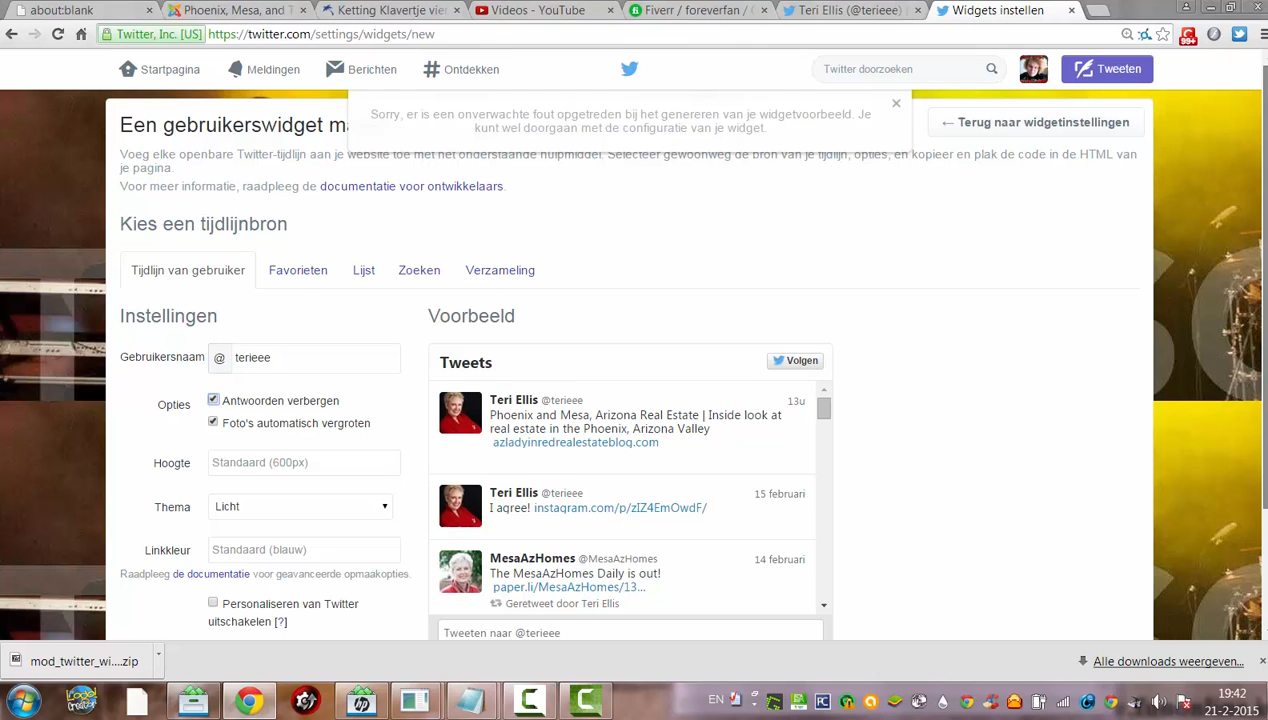 about:blank
Phoenix, Mesa, and T
Ketting Klavertje vier
Videos - YouTube
Fiverr / foreverfan / G
Teri Ellis (@terieee)
Widgets instellen
Twitter, Inc. [US] https://twitter.com/settings/widgets/new
99+
Startpagina
Meldingen
Berichten
Ontdekken
Twitter doorzoeken
Tweeten
Sorry, er is een onverwachte fout opgetreden bij het genereren van je widgetvoorbeeld. Je
kunt wel doorgaan met de configuratie van je widget.
Een gebruikerswidget ma
← Terug naar widgetinstellingen
Voeg elke openbare Twitter-tijdlijn aan je website toe met het onderstaande hulpmiddel. Selecteer gewoonweg de bron van je tijdlijn, opties, en kopieer en plak de code in de HTML van
je pagina.
Voor meer informatie, raadpleeg de documentatie voor ontwikkelaars.
Kies een tijdlijnbron
Tijdlijn van gebruiker
Favorieten
Lijst
Zoeken
Verzameling
Instellingen
Voorbeeld
Gebruikersnaam @ terieee
Opties
Antwoorden verbergen
Foto's automatisch vergroten
Hoogte Standaard (600px)
Thema Licht
Linkkleur Standaard (blauw)
Raadpleeg de documentatie voor geavanceerde opmaakopties.
Personaliseren van Twitter
uitschakelen [?]
Tweets
Volgen
Teri Ellis @terieee 13u
Phoenix and Mesa, Arizona Real Estate | Inside look at
real estate in the Phoenix, Arizona Valley
azladyinredrealestateblog.com
Teri Ellis @terieee 15 februari
I agree! instagram.com/p/zIZ4EmOwdF/
MesaAzHomes @MesaAzHomes 14 februari
The MesaAzHomes Daily is out!
paper.li/MesaAzHomes/13...
Geretweet door Teri Ellis
Tweeten naar @terieee
mod_twitter_wi....zip
Alle downloads weergeven...
EN
19:42
21-2-2015